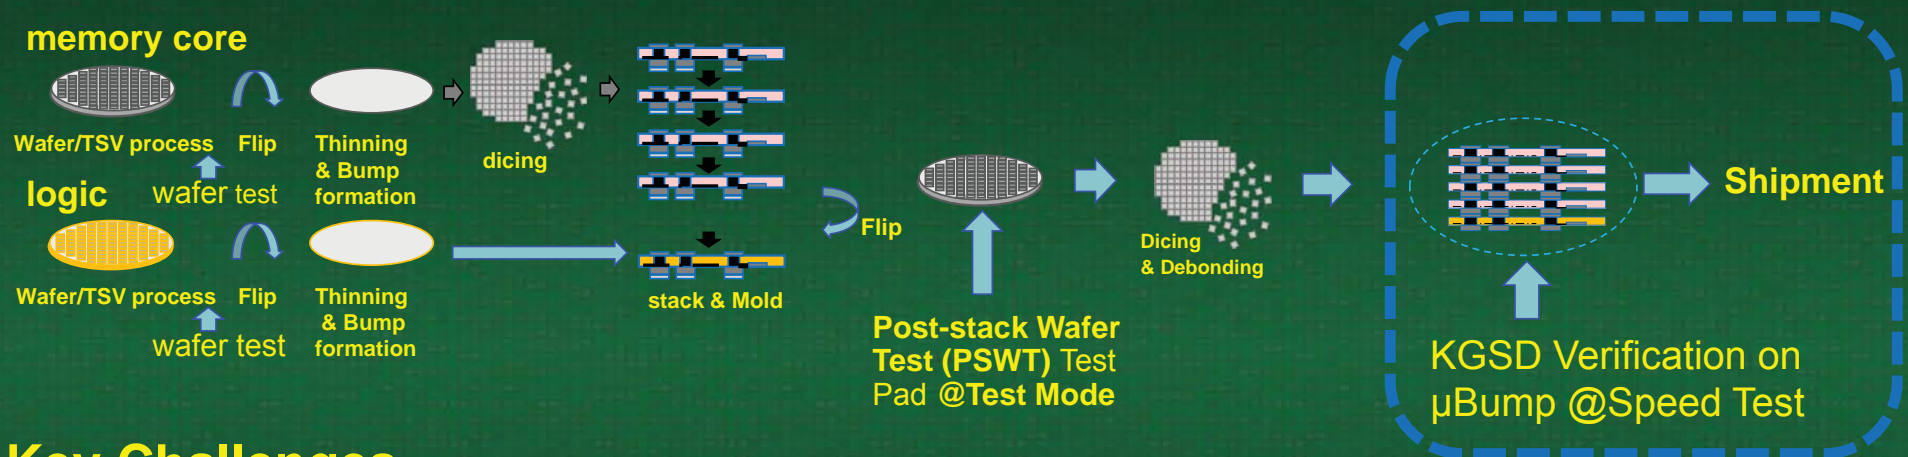 memory core
Wafer/TSV process
Flip
Thinning
& Bump
formation
dicing
wafer test
logic
Wafer/TSV process
Flip
Thinning
& Bump
formation
wafer test
stack & Mold
Flip
Post-stack Wafer
Test (PSWT) Test
Pad @Test Mode
Dicing
& Debonding
KGSD Verification on
µBump @Speed Test
Shipment
Key Challenges